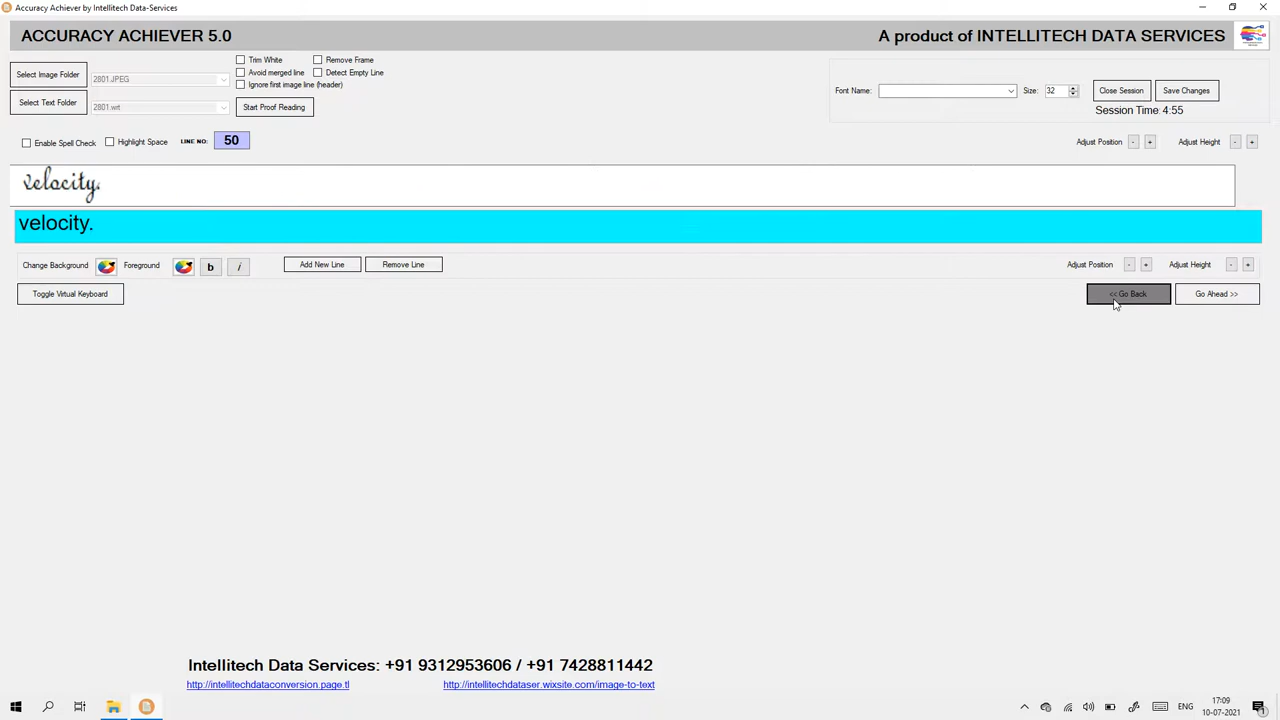 Accuracy Achiever by Intellitech Data-Services
ACCURACY ACHIEVER 5.0
A product of INTELLITECH DATA SERVICES
Select Image Folder
2801.JPEG
Trim White
Remove Frame
Avoid merged line
Detect Empty Line
Ignore first image line (header)
Select Text Folder
2801.wrt
Start Proof Reading
Font Name:
Size:
32
Close Session
Save Changes
Session Time: 4:55
Enable Spell Check
Highlight Space
LINE NO:
50
Adjust Position - +
Adjust Height - +
velocity.
velocity.
Change Background
Foreground
b
i
Add New Line
Remove Line
Adjust Position - +
Adjust Height - +
Toggle Virtual Keyboard
<< Go Back
Go Ahead >>
Intellitech Data Services: +91 9312953606 / +91 7428811442
http://intellitechdataconversion.page.tl
http://intellitechdataser.wixsite.com/image-to-text
ENG
17:09
10-07-2021
1